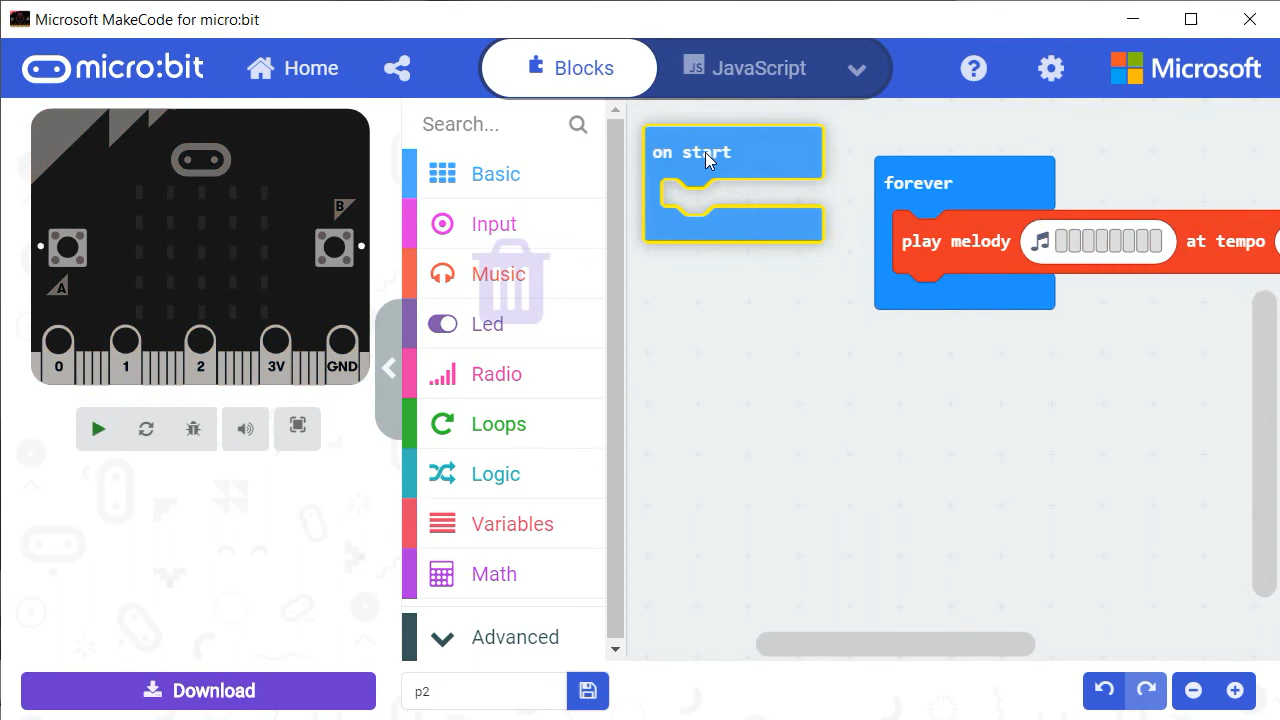 Microsoft MakeCode for micro:bit
micro:bit
Home
Blocks
JS JavaScript
? 
Microsoft
Search...
Basic
Input
Music
Led
Radio
Loops
Logic
Variables
Math
Advanced
B
A
0 1 2 3V GND
on start
forever
play melody at tempo
Download
p2